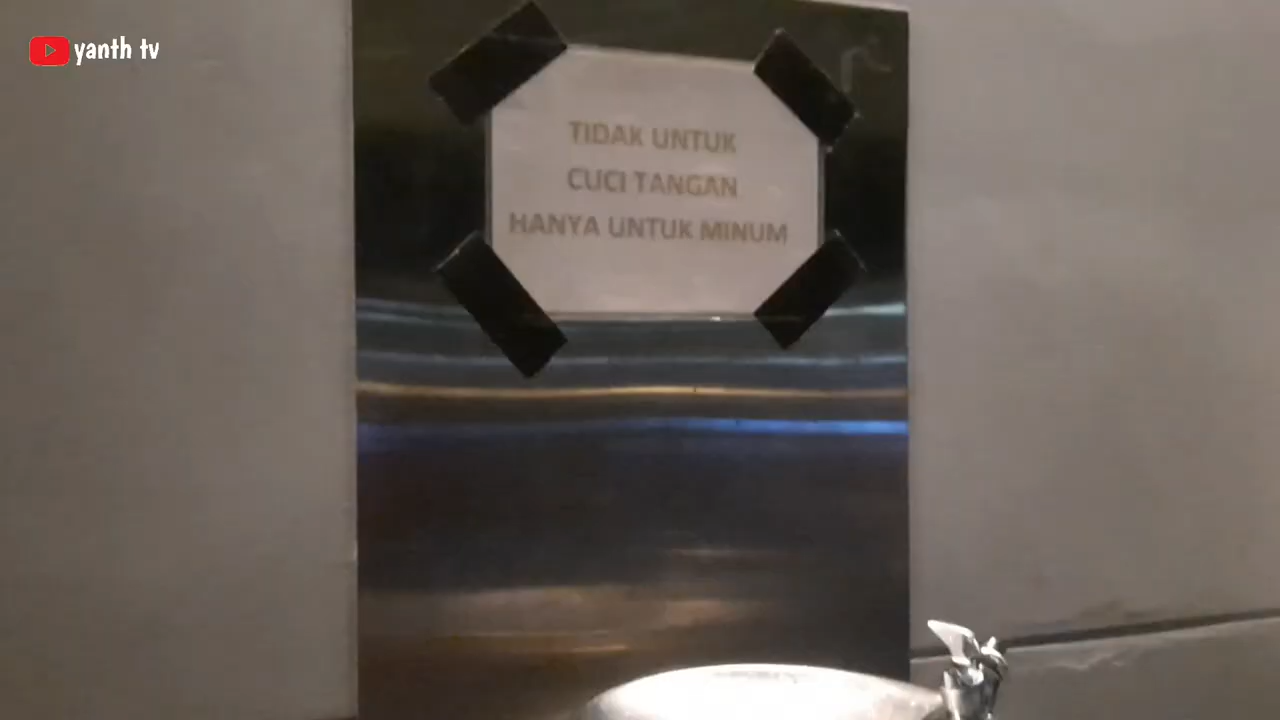 yanth tv
TIDAK UNTUK
CUCI TANGAN
HANYA UNTUK MINUM